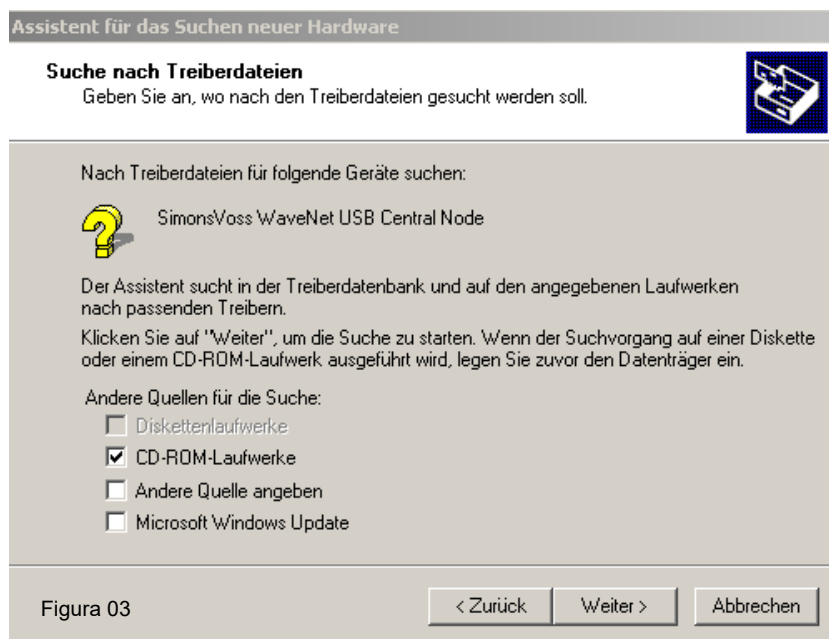 Assistent für das Suchen neuer Hardware
Suche nach Treiberdateien
Geben Sie an, wo nach den Treiberdateien gesucht werden soll.
Nach Treiberdateien für folgende Geräte suchen:
SimonsVoss WaveNet USB Central Node
Der Assistent sucht in der Treiberdatenbank und auf den angegebenen Laufwerken
nach passenden Treibern.
Klicken Sie auf "Weiter", um die Suche zu starten. Wenn der Suchvorgang auf einer Diskette
oder einem CD-ROM-Laufwerk ausgeführt wird, legen Sie zuvor den Datenträger ein.
Andere Quellen für die Suche:
Diskettenlaufwerke
CD-ROM-Laufwerke
Andere Quelle angeben
Microsoft Windows Update
Figura 03
< Zurück
Weiter >
Abbrechen